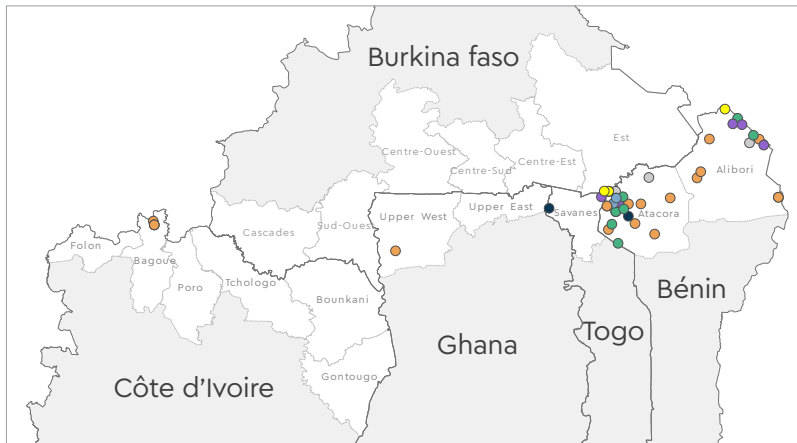 Burkina faso
Est
Centre-Ouest
Centre-Sud
Centre-Est
Alibori
Upper West
Upper East
Savanes
Atacora
Cascades
Sud-Oues
Folon
Bagoue
Poro
Tchologo
Bounkani
Bénin
Togo
Ghana
Gontougo
Côte d'Ivoire